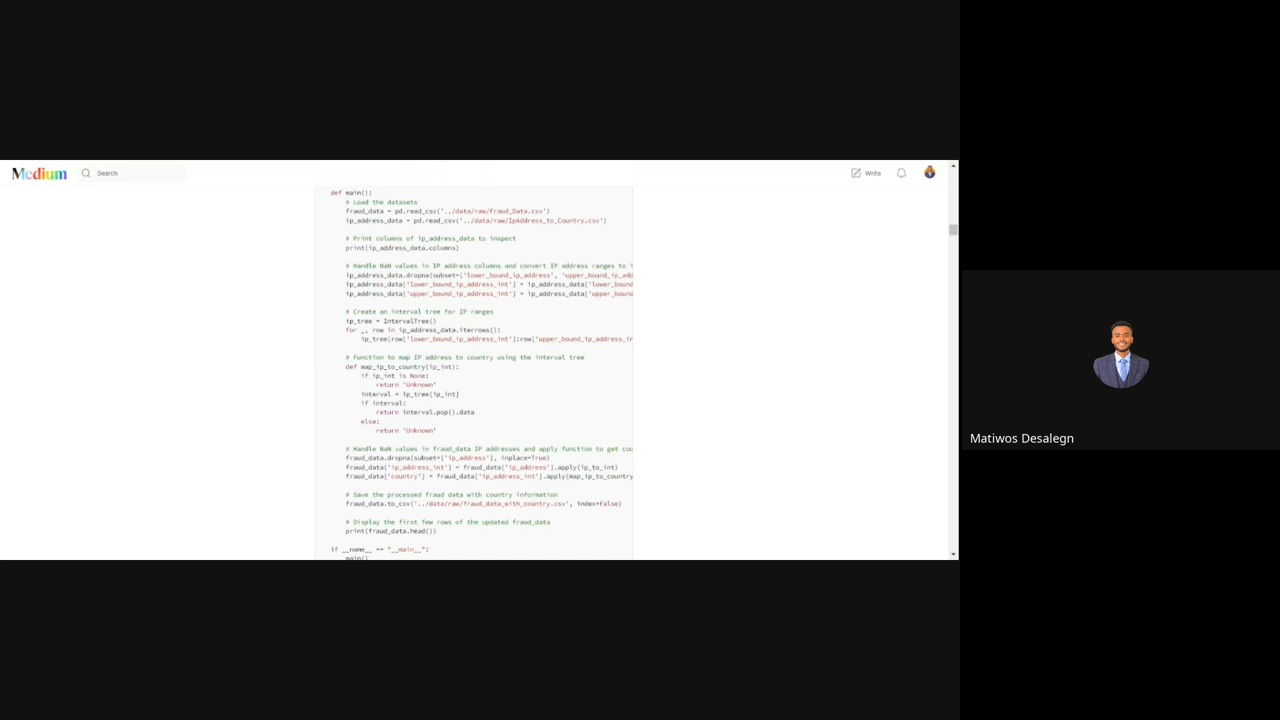 Medium
Search
Write
def main():
# Load the datasets
fraud_data = pd.read_csv('../data/raw/Fraud_Data.csv')
ip_address_data = pd.read_csv('../data/raw/IpAddress_to_Country.csv')
# Print columns of ip_address_data to inspect
print(ip_address_data.columns)
# Handle NaN values in IP address columns and convert IP address ranges to i
ip_address_data.dropna(subset=['lower_bound_ip_address', 'upper_bound_ip_add
ip_address_data['lower_bound_ip_address_int'] = ip_address_data['lower_bound
ip_address_data['upper_bound_ip_address_int'] = ip_address_data['upper_bound
# Create an interval tree for IP ranges
ip_tree = IntervalTree()
for _, row in ip_address_data.iterrows():
ip_tree[row['lower_bound_ip_address_int']:row['upper_bound_ip_address_in
# Function to map IP address to country using the interval tree
def map_ip_to_country(ip_int):
if ip_int is None:
return 'Unknown'
interval = ip_tree[ip_int]
if interval:
return interval.pop().data
else:
return 'Unknown'
# Handle NaN values in fraud_data IP addresses and apply function to get cou
fraud_data.dropna(subset=['ip_address'], inplace=True)
fraud_data['ip_address_int'] = fraud_data['ip_address'].apply(ip_to_int)
fraud_data['country'] = fraud_data['ip_address_int'].apply(map_ip_to_country
# Save the processed fraud data with country information
fraud_data.to_csv('../data/raw/fraud_data_with_country.csv', index=False)
# Display the first few rows of the updated fraud_data
print(fraud_data.head())
if __name__ == "__main__":
main()
Matiwos Desalegn